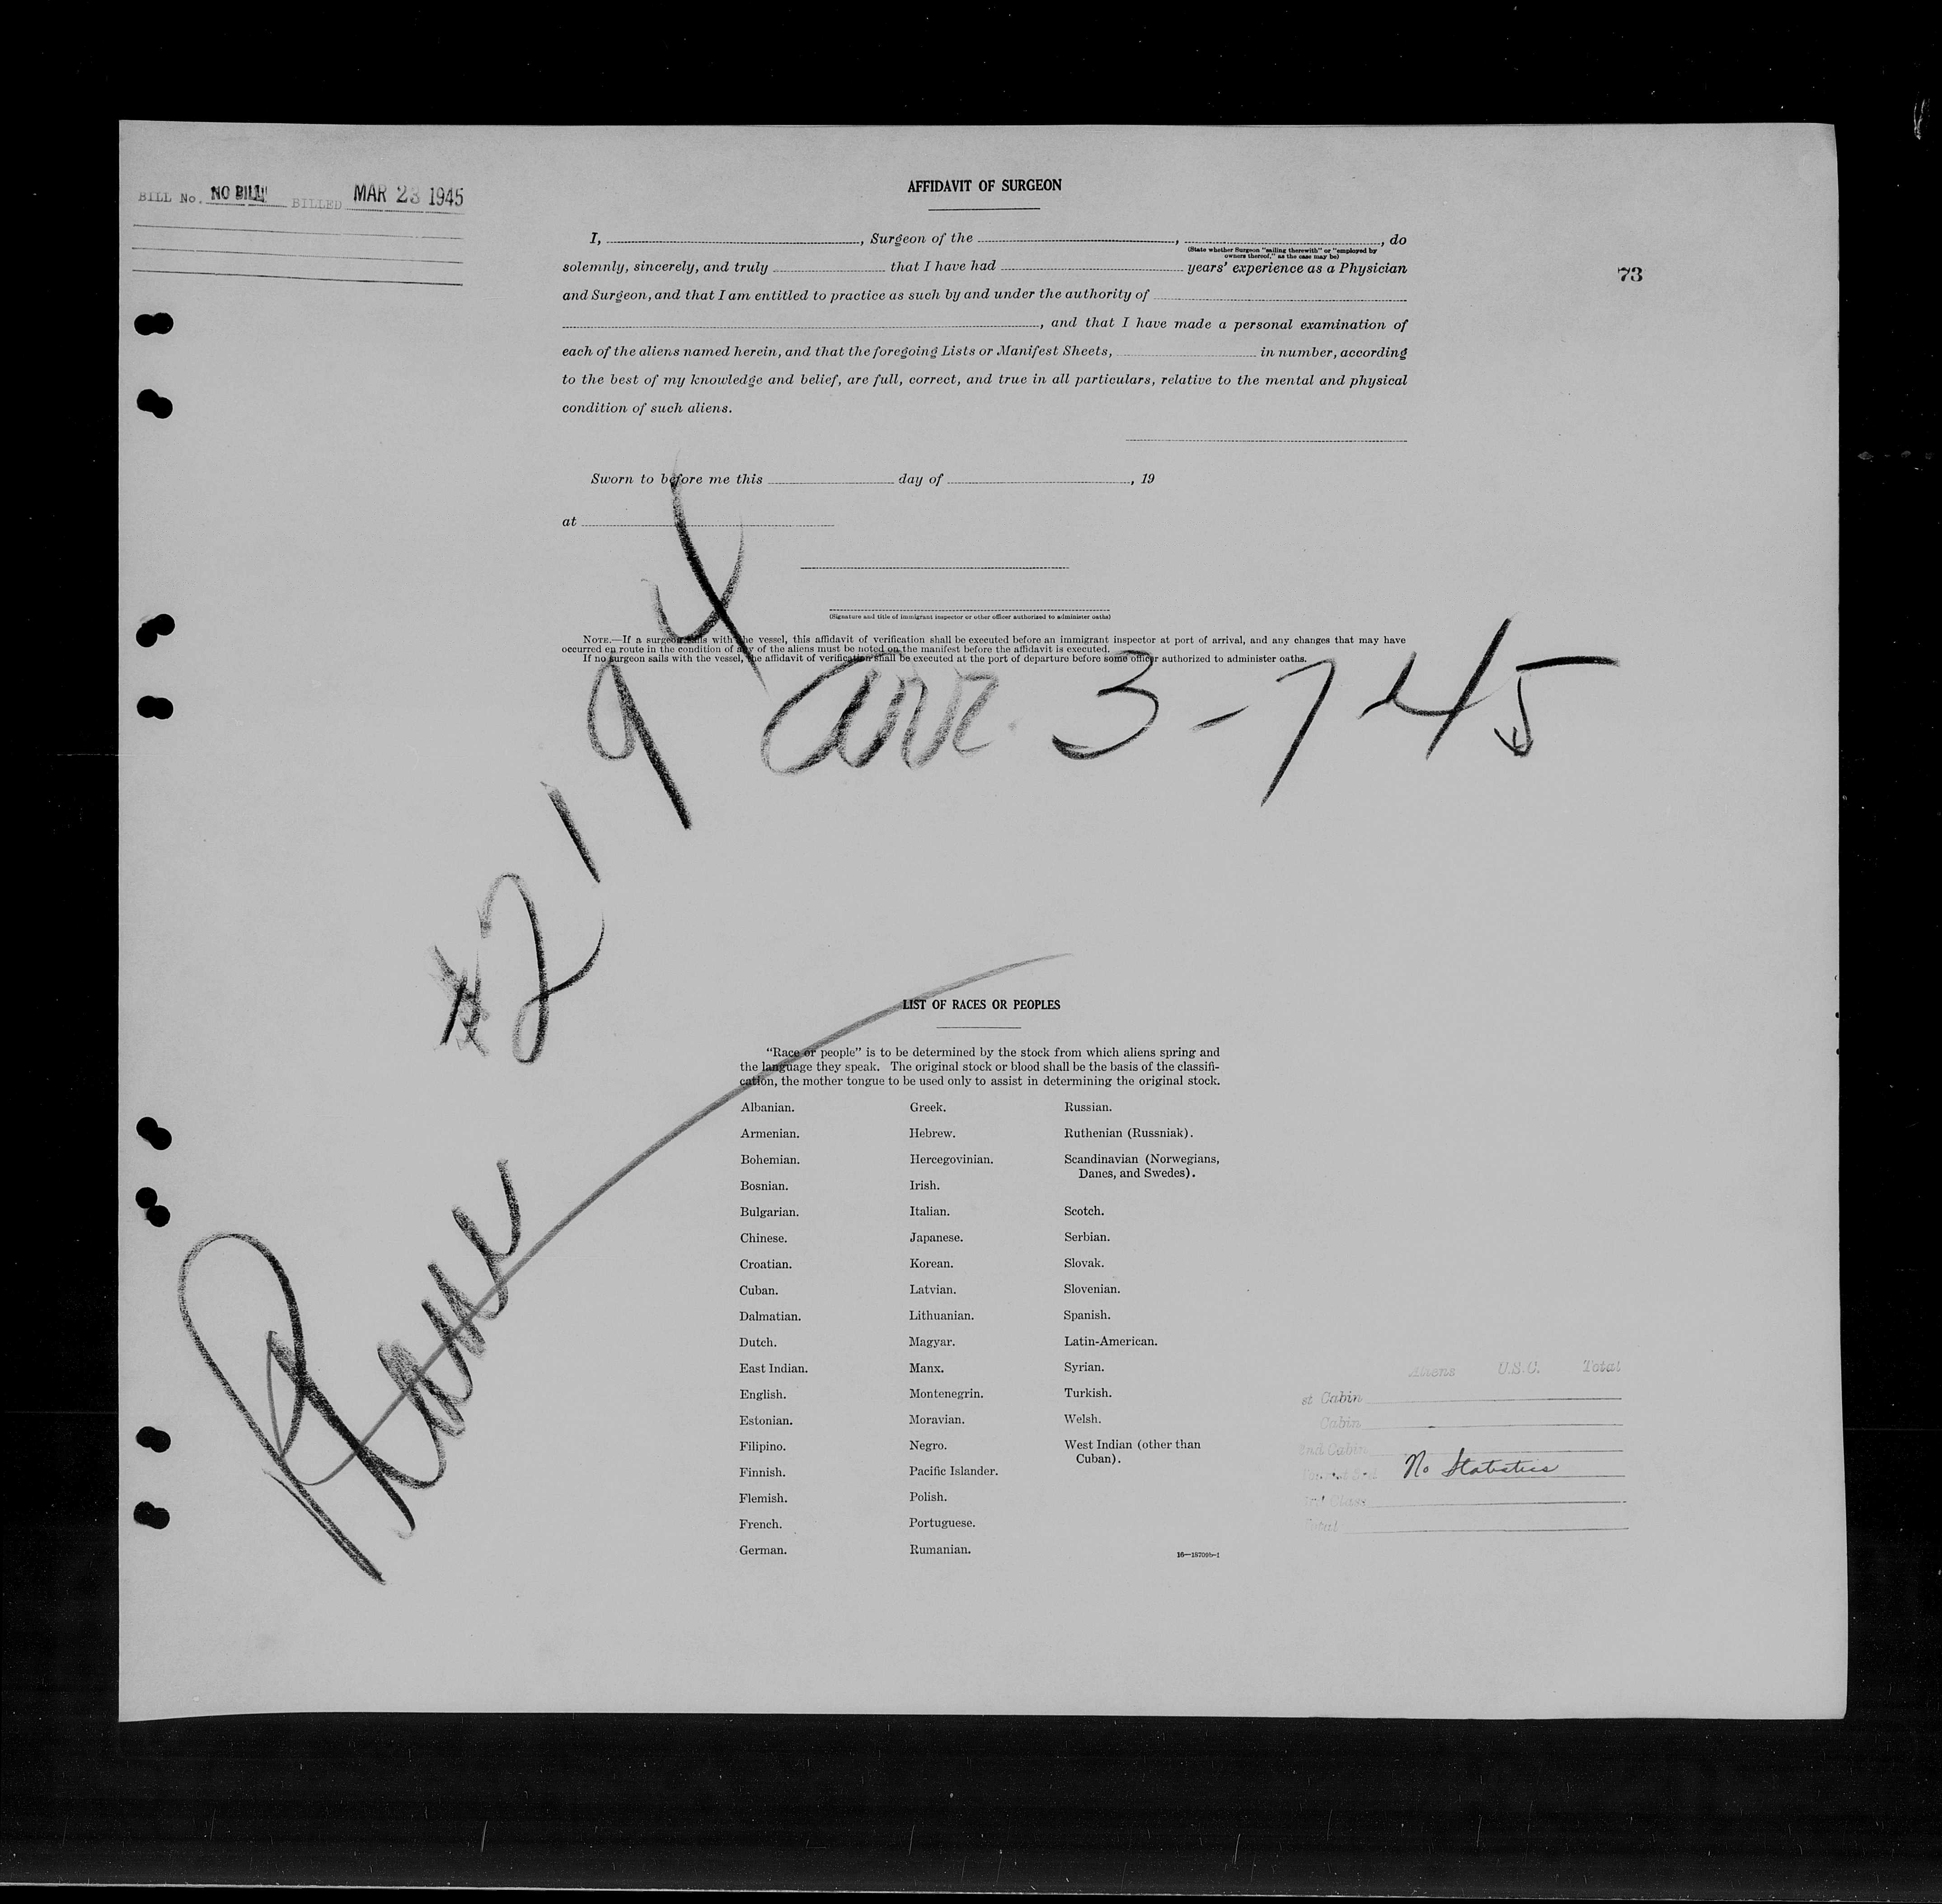 BILL No. NO BILL BILLED MAR 23 1945
AFFIDAVIT OF SURGEON
I, , Surgeon of the , , do
(State whether Surgeon "sailing therewith" or "employed by
owners thereof," as the case may be)
solemnly, sincerely, and truly that I have had years' experience as a Physician
73
and Surgeon, and that I am entitled to practice as such by and under the authority of
, and that I have made a personal examination of
each of the aliens named herein, and that the foregoing Lists or Manifest Sheets, in number, according
to the best of my knowledge and belief, are full, correct, and true in all particulars, relative to the mental and physical
condition of such aliens.
Sworn to before me this day of , 19
at
(Signature and title of immigrant inspector or other officer authorized to administer oaths)
NOTE.—If a surgeon sails with the vessel, this affidavit of verification shall be executed before an immigrant inspector at port of arrival, and any changes that may have
occurred en route in the condition of any of the aliens must be noted on the manifest before the affidavit is executed.
If no surgeon sails with the vessel, the affidavit of verification shall be executed at the port of departure before some officer authorized to administer oaths.
#2194
arr. 3-7-45
LIST OF RACES OR PEOPLES
"Race or people" is to be determined by the stock from which aliens spring and
the language they speak. The original stock or blood shall be the basis of the classifi-
cation, the mother tongue to be used only to assist in determining the original stock.
Albanian.
Armenian.
Bohemian.
Bosnian.
Bulgarian.
Chinese.
Croatian.
Cuban.
Dalmatian.
Dutch.
East Indian.
English.
Estonian.
Filipino.
Finnish.
Flemish.
French.
German.
Greek.
Hebrew.
Hercegovinian.
Irish.
Italian.
Japanese.
Korean.
Latvian.
Lithuanian.
Magyar.
Manx.
Montenegrin.
Moravian.
Negro.
Pacific Islander.
Polish.
Portuguese.
Rumanian.
Russian.
Ruthenian (Russniak).
Scandinavian (Norwegians,
Danes, and Swedes).
Scotch.
Serbian.
Slovak.
Slovenian.
Spanish.
Latin-American.
Syrian.
Turkish.
Welsh.
West Indian (other than
Cuban).
16—18709b-1
Aliens U.S.C. Total
st Cabin
Cabin
2nd Cabin
No Statistics
Class
Total